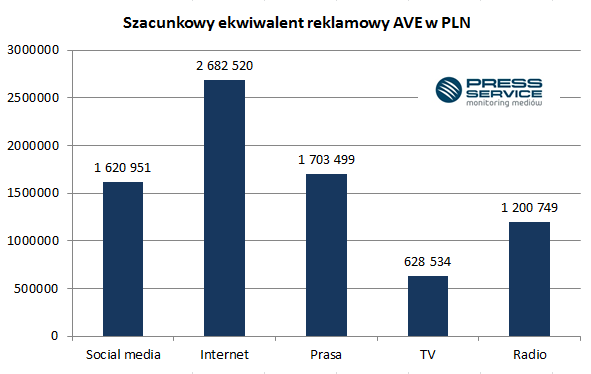 Szacunkowy ekwiwalent reklamowy AVE w PLN
3000000
2500000
2000000
1500000
1000000
500000
0
1 620 951
2 682 520
1 703 499
628 534
1 200 749
PRESS
SERVICE
monitoring mediów
Social media
Internet
Prasa
TV
Radio